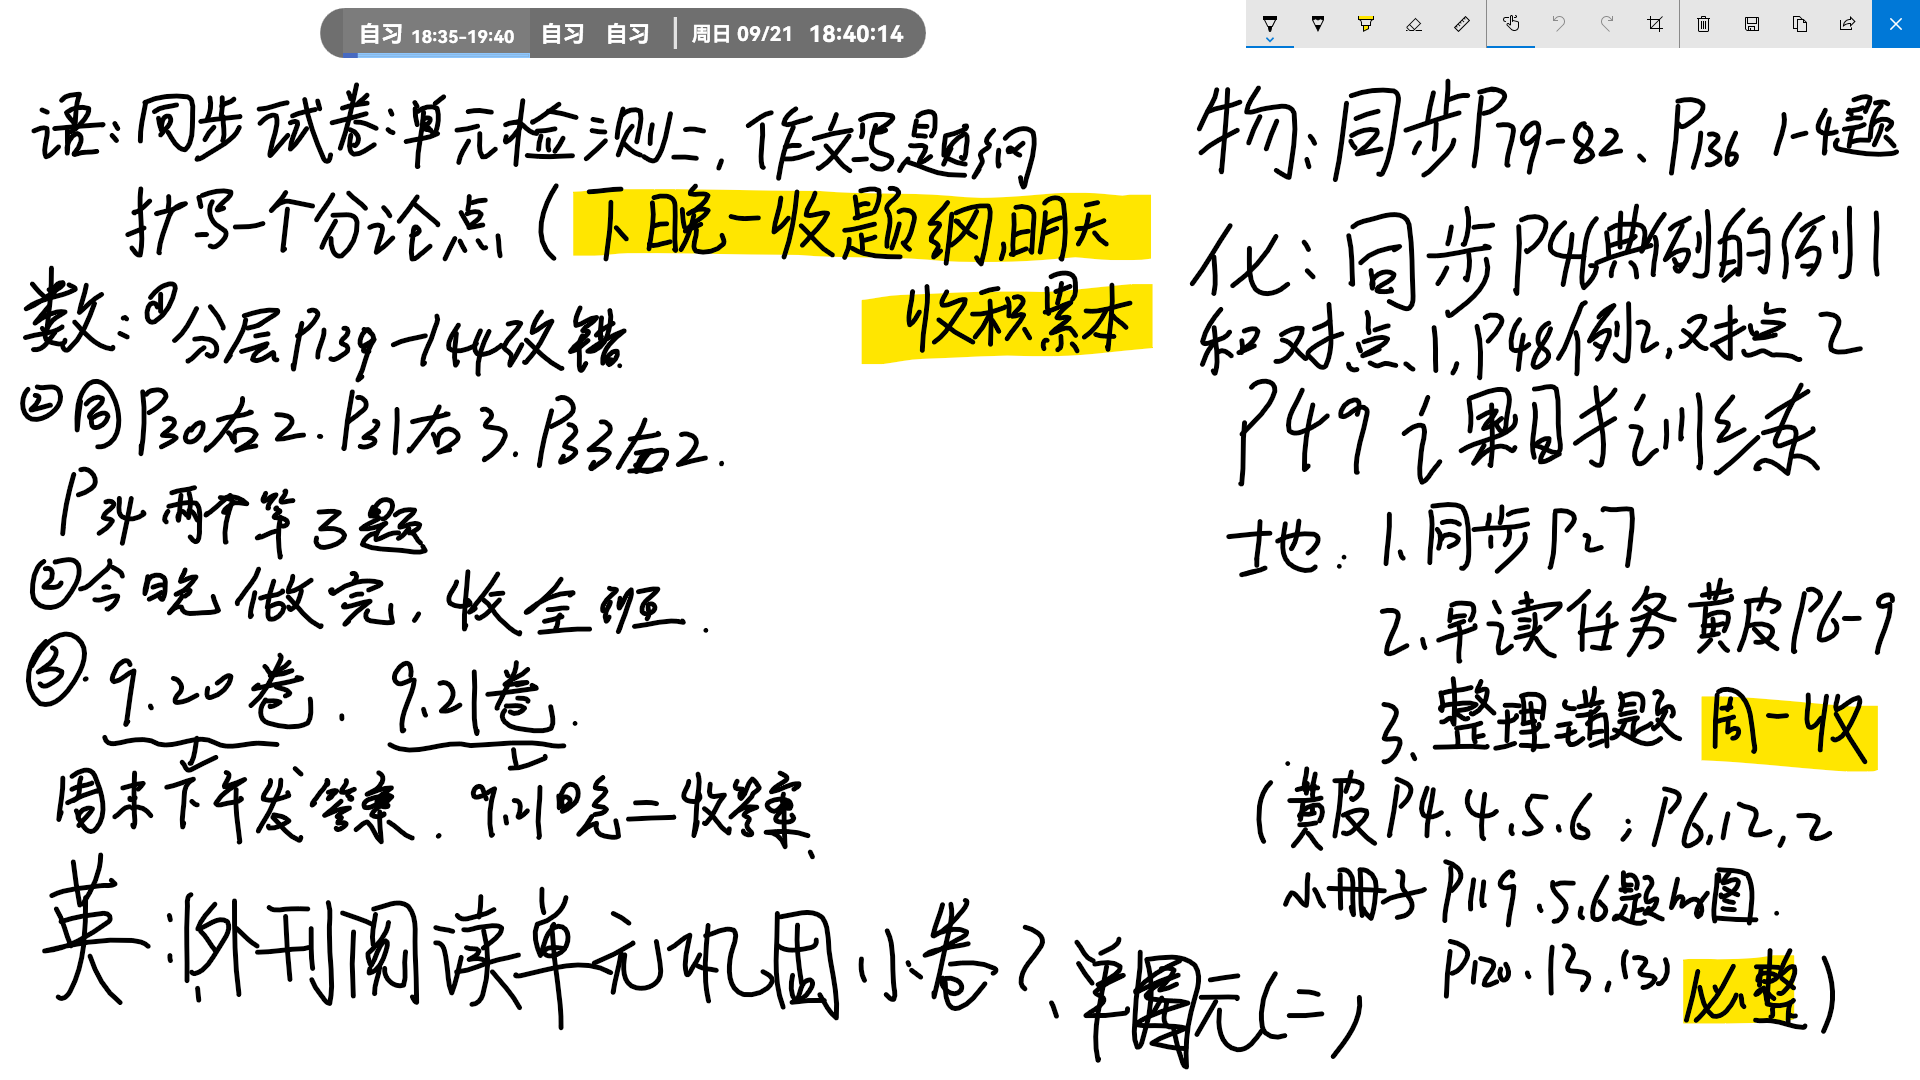 自习 18:35-19:40 自习 自习 周日 09/21 18:40:14
语:同步试卷:单元检测二,作文写题纲
抄写一个分论点(下晚一收题纲,明天
收积累本
数:①分层P139-144改错.
②同P30右2.P31右3.P33右2.
P34两个第3题
②今晚做完,收全班.
③.9.20卷.9.21卷.
周末下午发答案.9.21晚二收答案、
英:外刊阅读单元巩固小卷2、单元(二)
物:同步P79-82、P136 1-4题
化:同步P46典例的例1
和对点、1,P48例2,对点2
P49 课时训练
地:1、同步P27
2、早读任务黄皮P6-9
3、整理错题 周一收
(黄皮P4.4.5.6;P6,12,2
小册子P119.5,6题图.
P120.13,(3)必整)